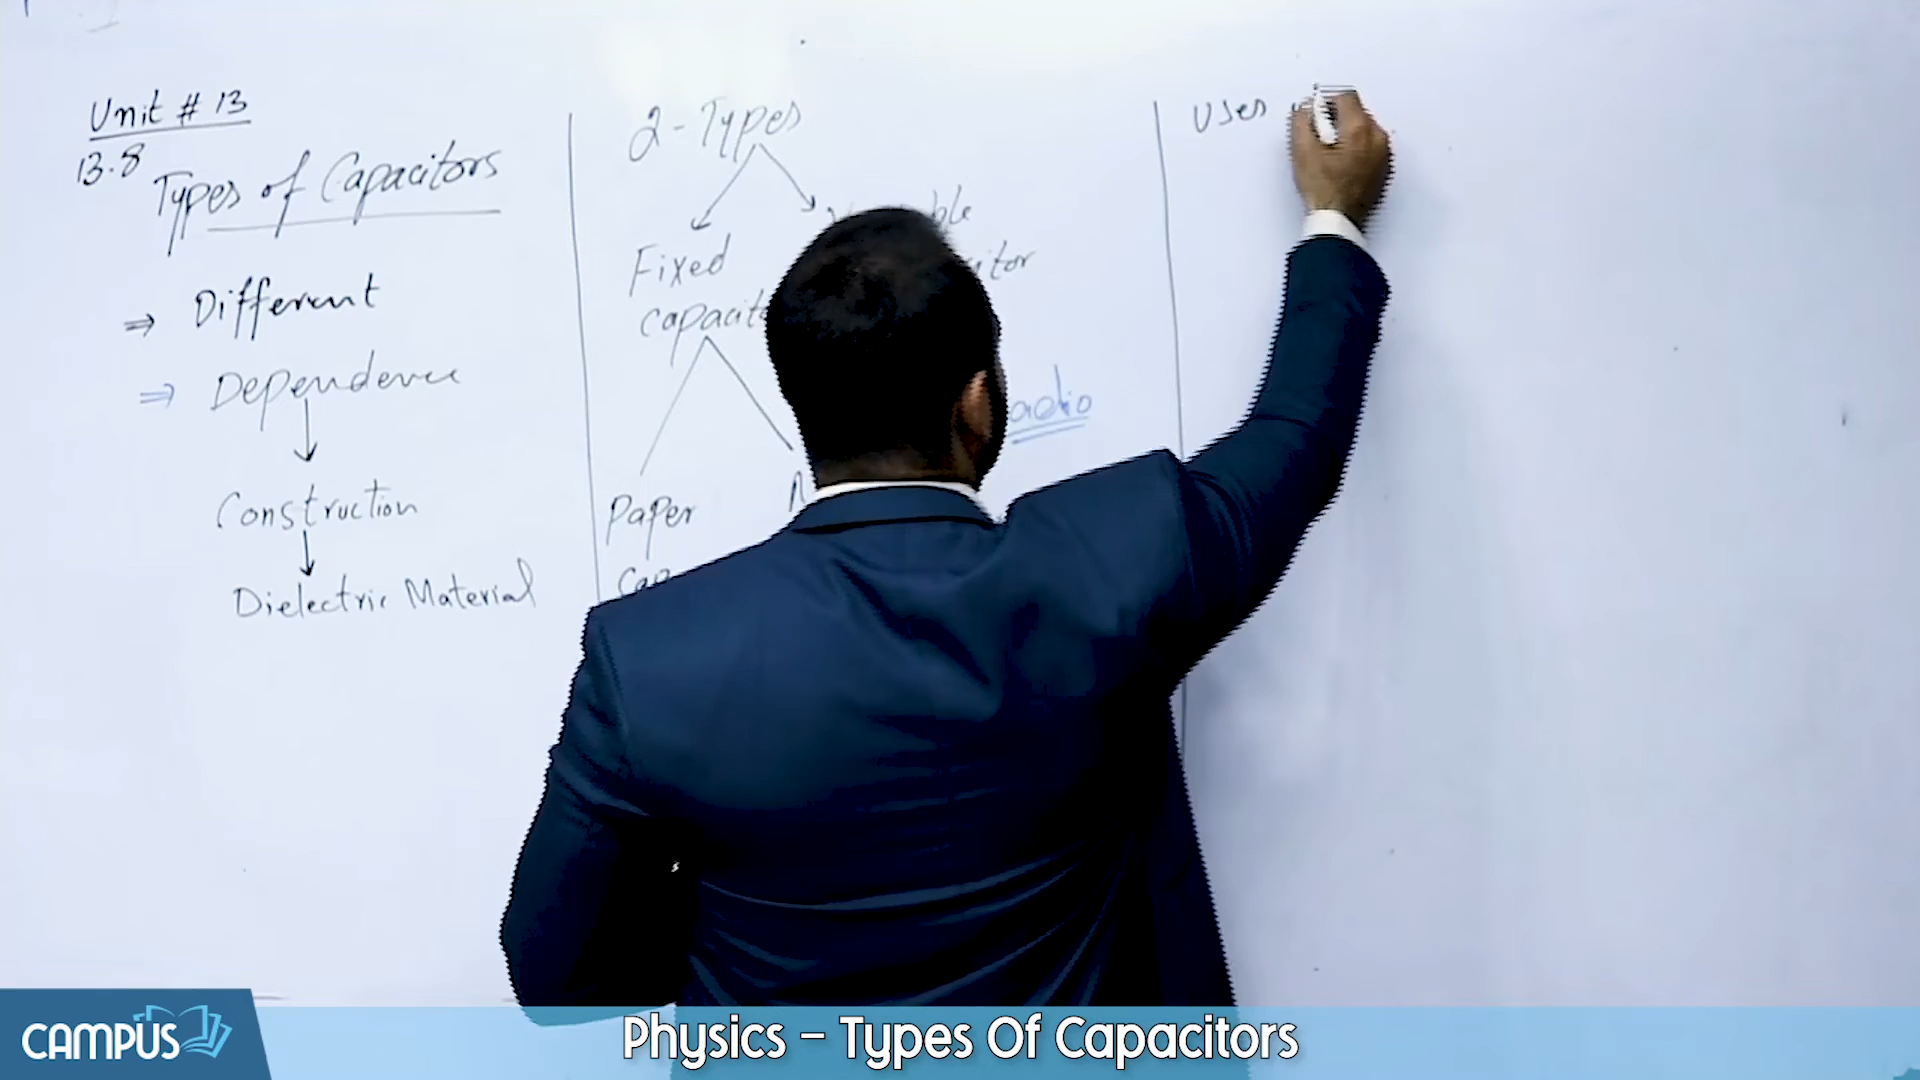 Unit # 13
13.8
Types of Capacitors
⇒ Different
⇒ Dependence
Construction
Dielectric Material
2-Types
Fixed
Paper
Uses
CAMPUS
Physics – Types Of Capacitors